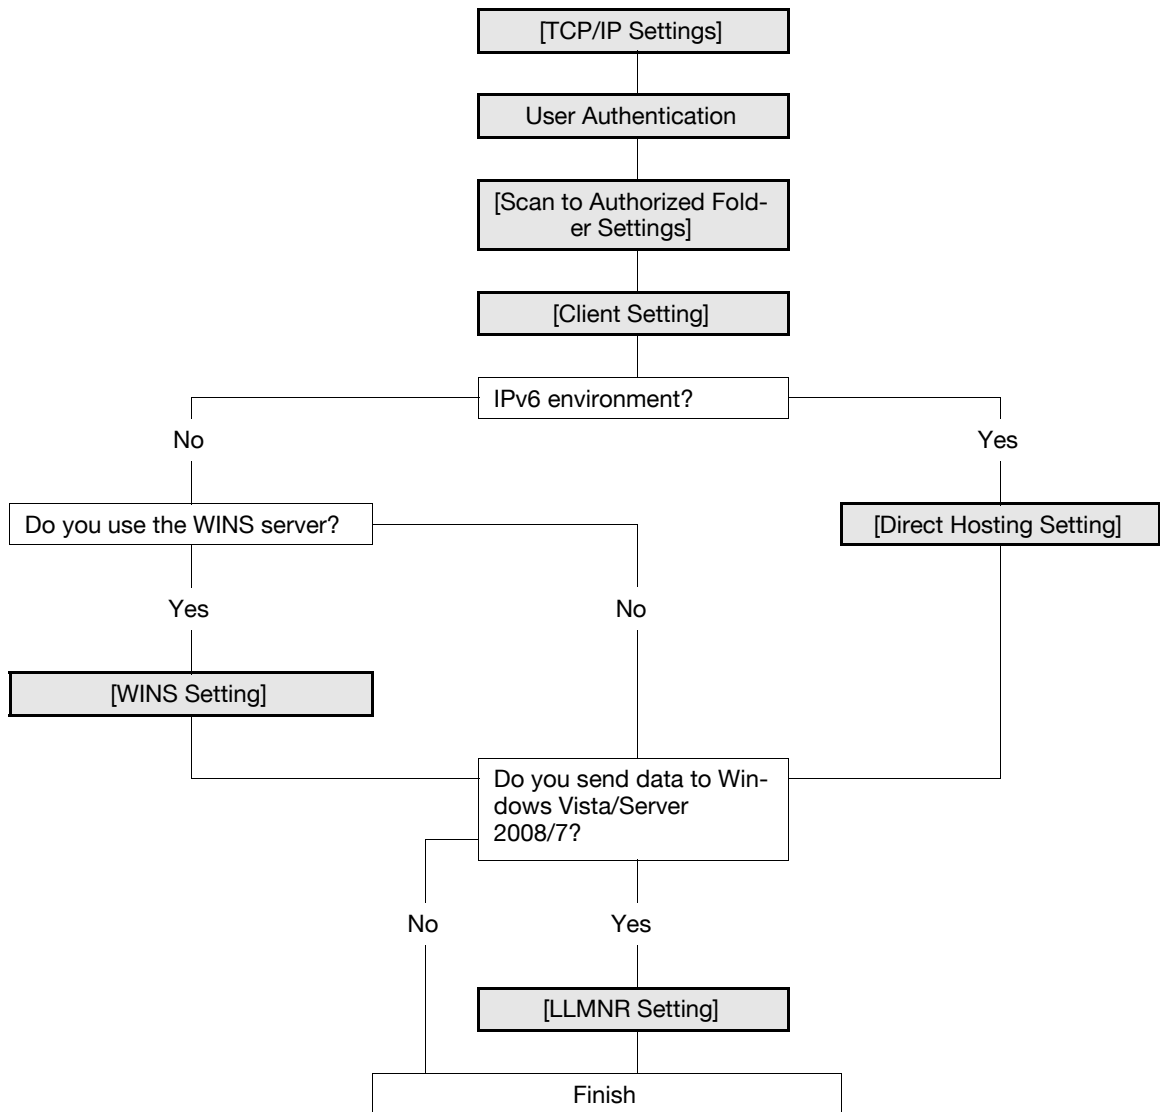 [TCP/IP Settings]
User Authentication
[Scan to Authorized Fold-
er Settings]
[Client Setting]
IPv6 environment?
No
Yes
Do you use the WINS server?
[Direct Hosting Setting]
Yes
No
[WINS Setting]
Do you send data to Win-
dows Vista/Server
2008/7?
No
Yes
[LLMNR Setting]
Finish